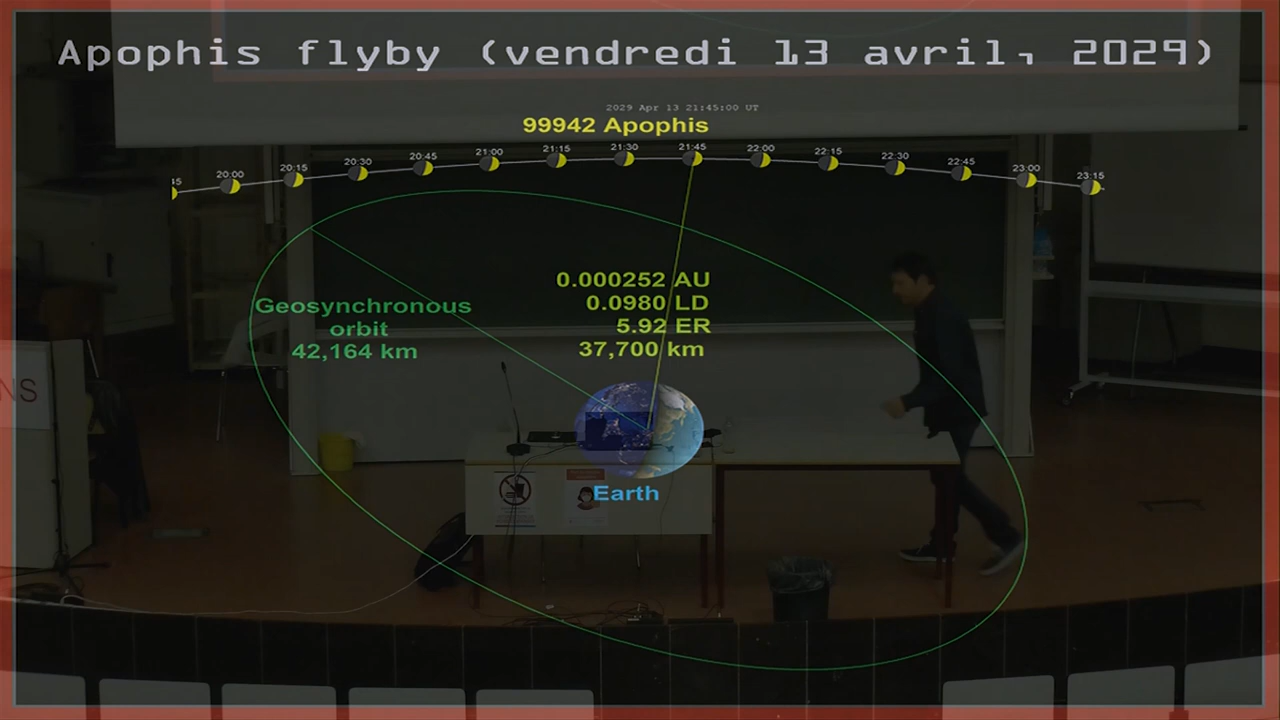 Apophis flyby (vendredi 13 avril, 2029)
2029 Apr 13 21:45:00 UT
99942 Apophis
45 20:00 20:15 20:30 20:45 21:00 21:15 21:30 21:45 22:00 22:15 22:30 22:45 23:00 23:15
0.000252 AU
0.0980 LD
5.92 ER
37,700 km
Geosynchronous
orbit
42,164 km
NS
Earth